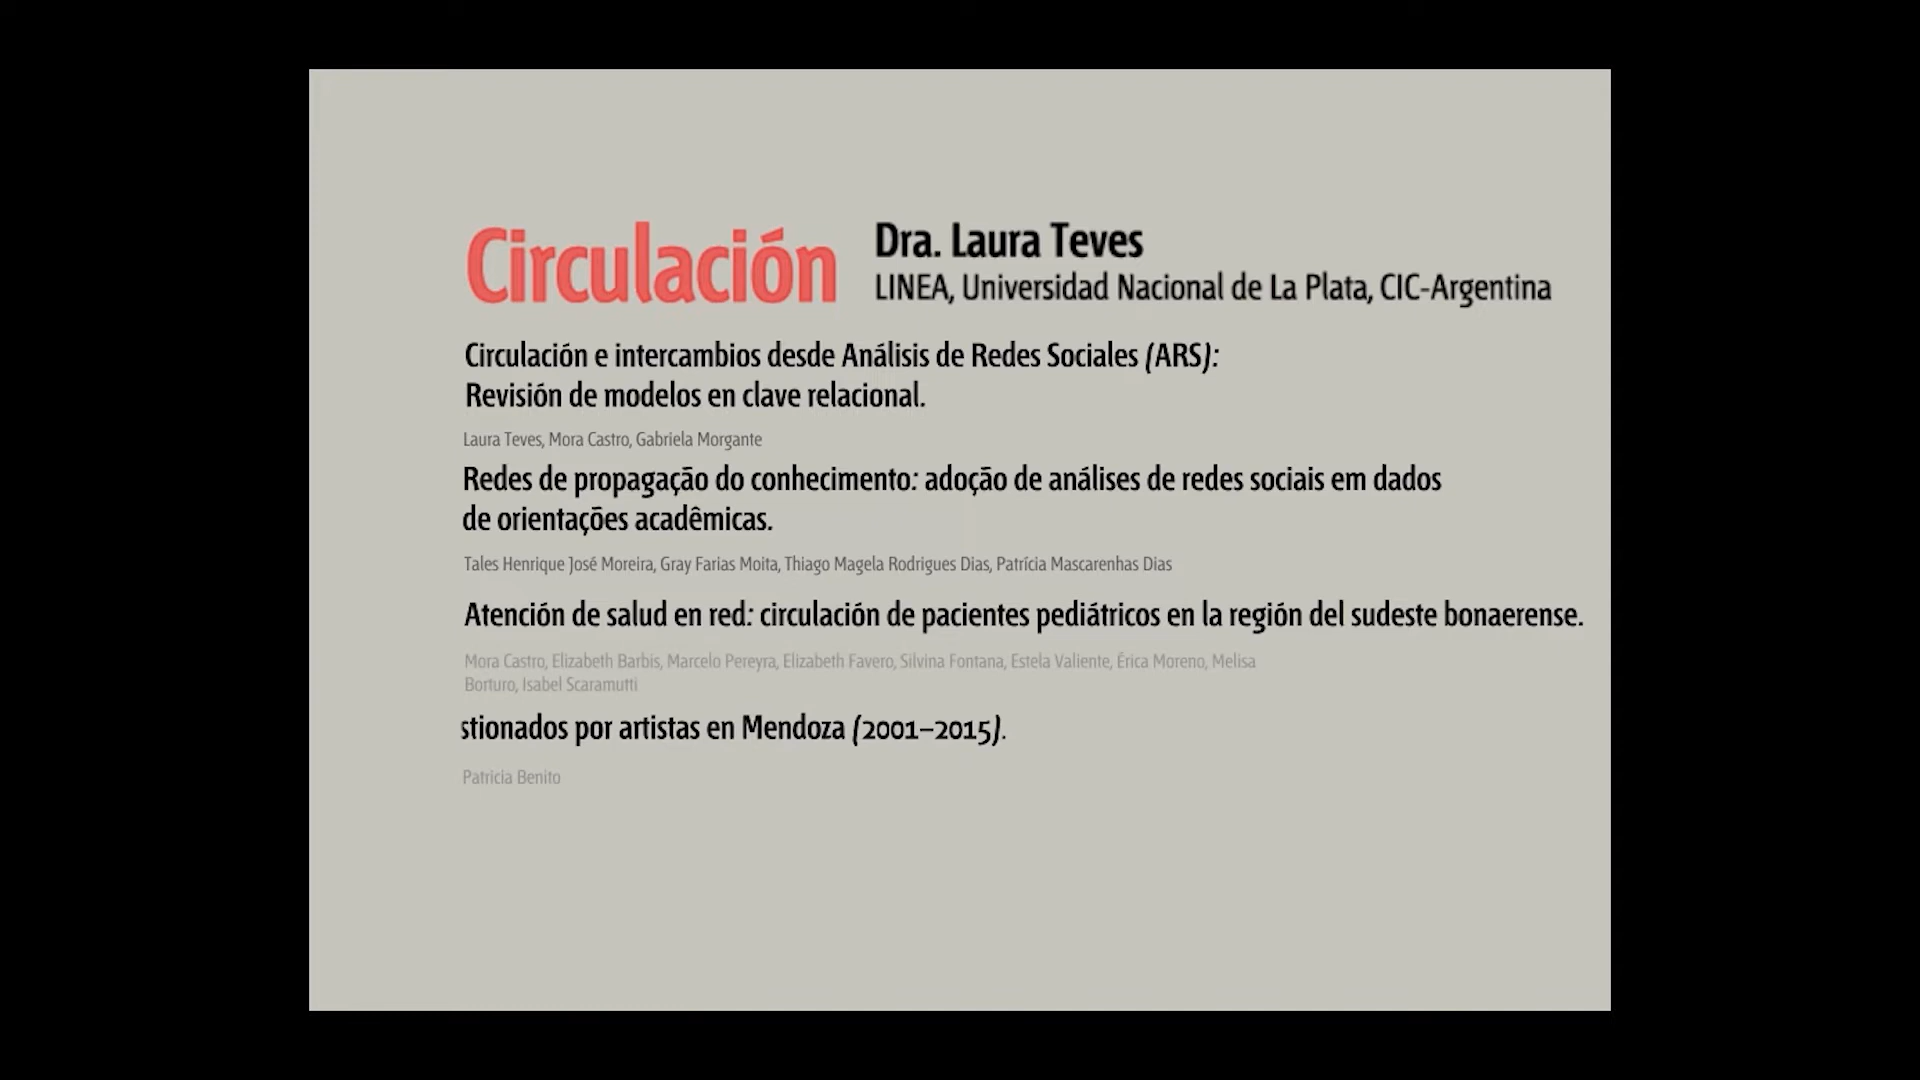 Circulación
Dra. Laura Teves
LINEA, Universidad Nacional de La Plata, CIC-Argentina
Circulación e intercambios desde Análisis de Redes Sociales (ARS):
Revisión de modelos en clave relacional.
Laura Teves, Mora Castro, Gabriela Morgante
Redes de propagação do conhecimento: adoção de análises de redes sociais em dados
de orientações acadêmicas.
Tales Henrique José Moreira, Gray Farias Moita, Thiago Magela Rodrigues Dias, Patrícia Mascarenhas Dias
Atención de salud en red: circulación de pacientes pediátricos en la región del sudeste bonaerense.
Mora Castro, Elizabeth Barbis, Marcelo Pereyra, Elizabeth Favero, Silvina Fontana, Estela Valiente, Érica Moreno, Melisa
Borturo, Isabel Scaramutti
stionados por artistas en Mendoza (2001–2015).
Patricia Benito